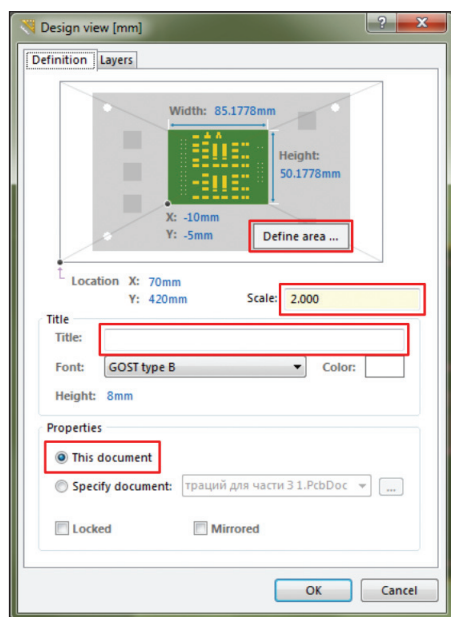 Design view [mm]
Definition Layers
Width: 85.1778mm
Height:
50.1778mm
X: -10mm
Y: -5mm
Define area ...
Location X: 70mm
Y: 420mm
Scale: 2.000
Title
Title:
Font: GOST type B Color:
Height: 8mm
Properties
This document
Specify document: траций для части 3 1.PcbDoc ...
Locked Mirrored
OK Cancel